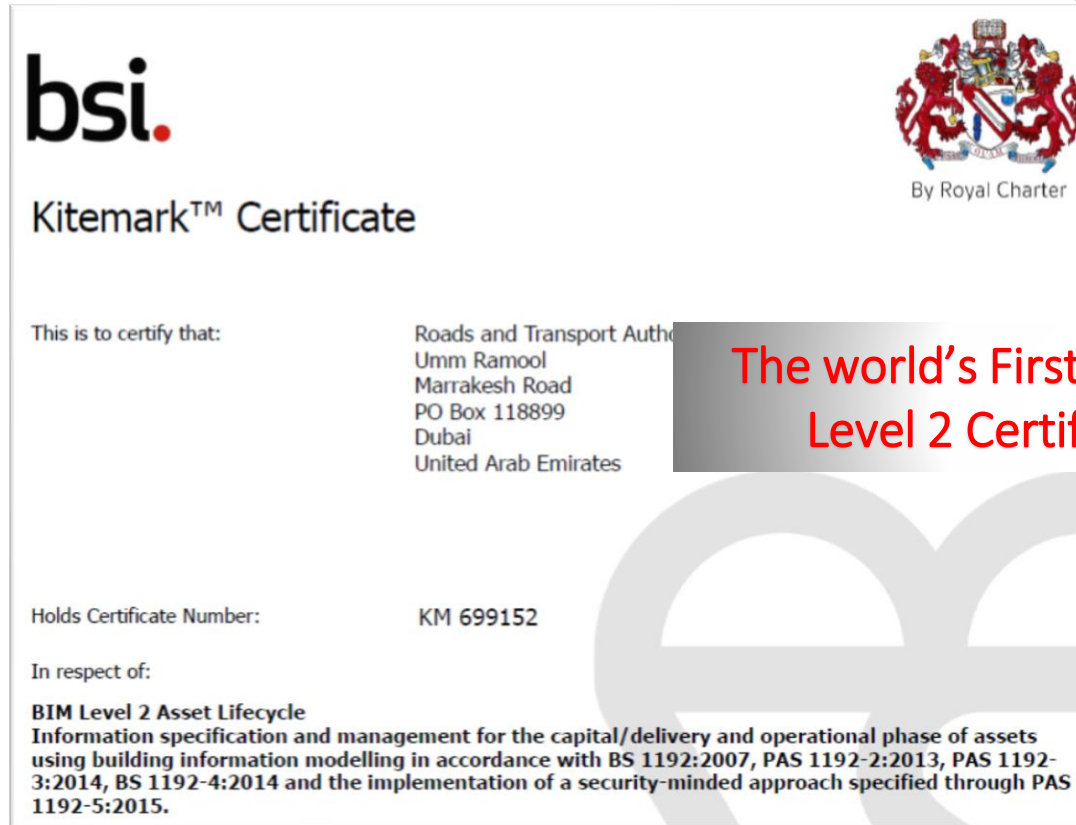 bsi.
By Royal Charter
Kitemark™ Certificate
This is to certify that:
Roads and Transport
Umm Ramool
Marrakesh Road
PO Box 118899
Dubai
United Arab Emirates
The world’s First
Level 2
Holds Certificate Number:
KM 699152
In respect of:
BIM Level 2 Asset Lifecycle
Information specification and management for the capital/delivery and operational phase of assets
using building information modelling in accordance with BS 1192:2007, PAS 1192-2:2013, PAS 1192-
3:2014, BS 1192-4:2014 and the implementation of a security-minded approach specified through PAS
1192-5:2015.